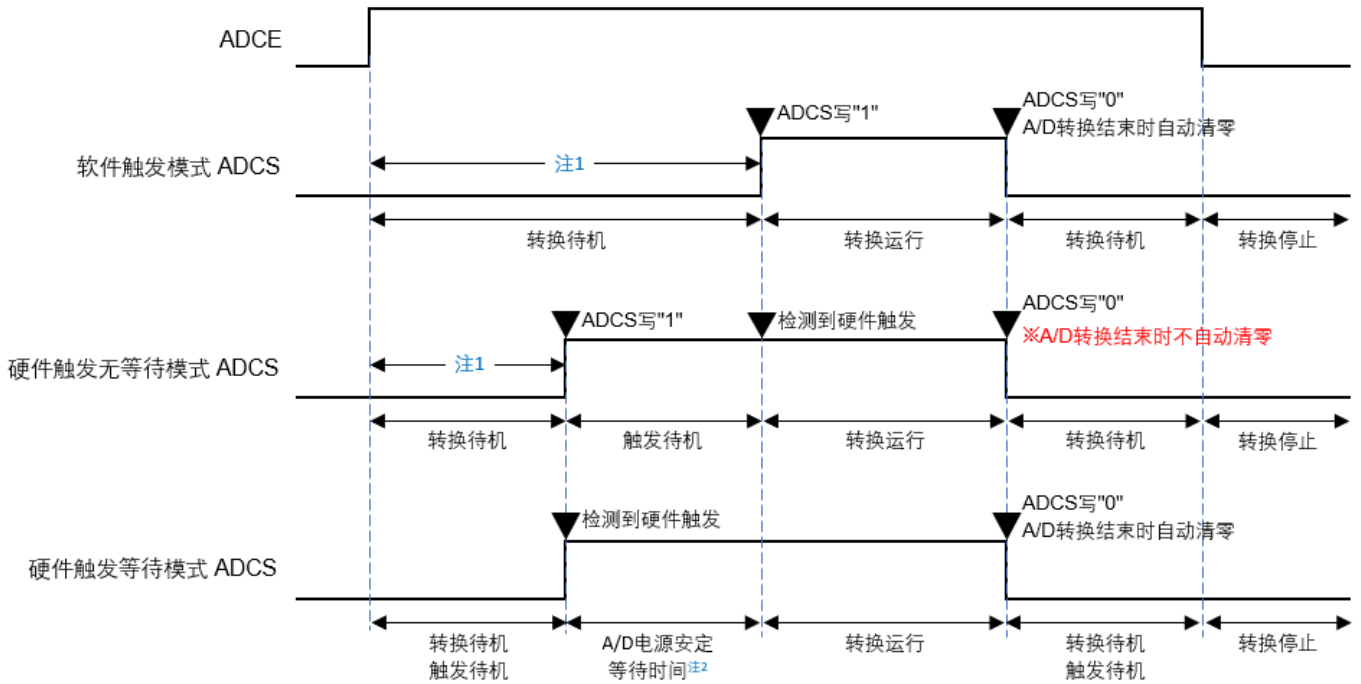 ADCE
ADCS写"1"
ADCS写"0"
A/D转换结束时自动清零
软件触发模式 ADCS
注1
转换待机
转换运行
转换待机
转换停止
ADCS写"1"
检测到硬件触发
ADCS写"0"
※A/D转换结束时不自动清零
硬件触发无等待模式 ADCS
注1
转换待机
触发待机
转换运行
转换待机
转换停止
检测到硬件触发
ADCS写"0"
A/D转换结束时自动清零
硬件触发等待模式 ADCS
转换待机
触发待机
A/D电源安定
等待时间注2
转换运行
转换待机
触发待机
转换停止